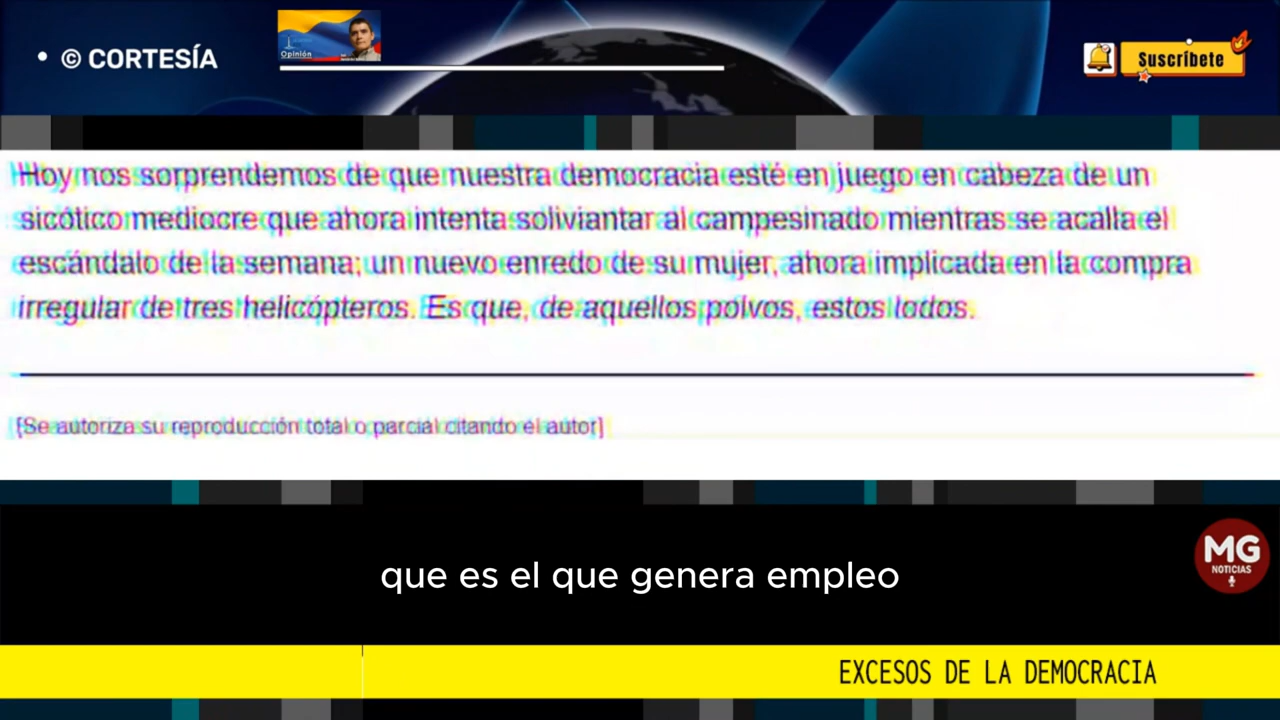 • © CORTESÍA
Opinión
Suscríbete
Hoy nos sorprendemos de que nuestra democracia esté en juego en cabeza de un
sicótico mediocre que ahora intenta soliviantar al campesinado mientras se acalla el
escándalo de la semana; un nuevo enredo de su mujer, ahora implicada en la compra
irregular de tres helicópteros. Es que, de aquellos polvos, estos lodos.
[Se autoriza su reproducción total o parcial citando el autor]
que es el que genera empleo
MG
NOTICIAS
EXCESOS DE LA DEMOCRACIA